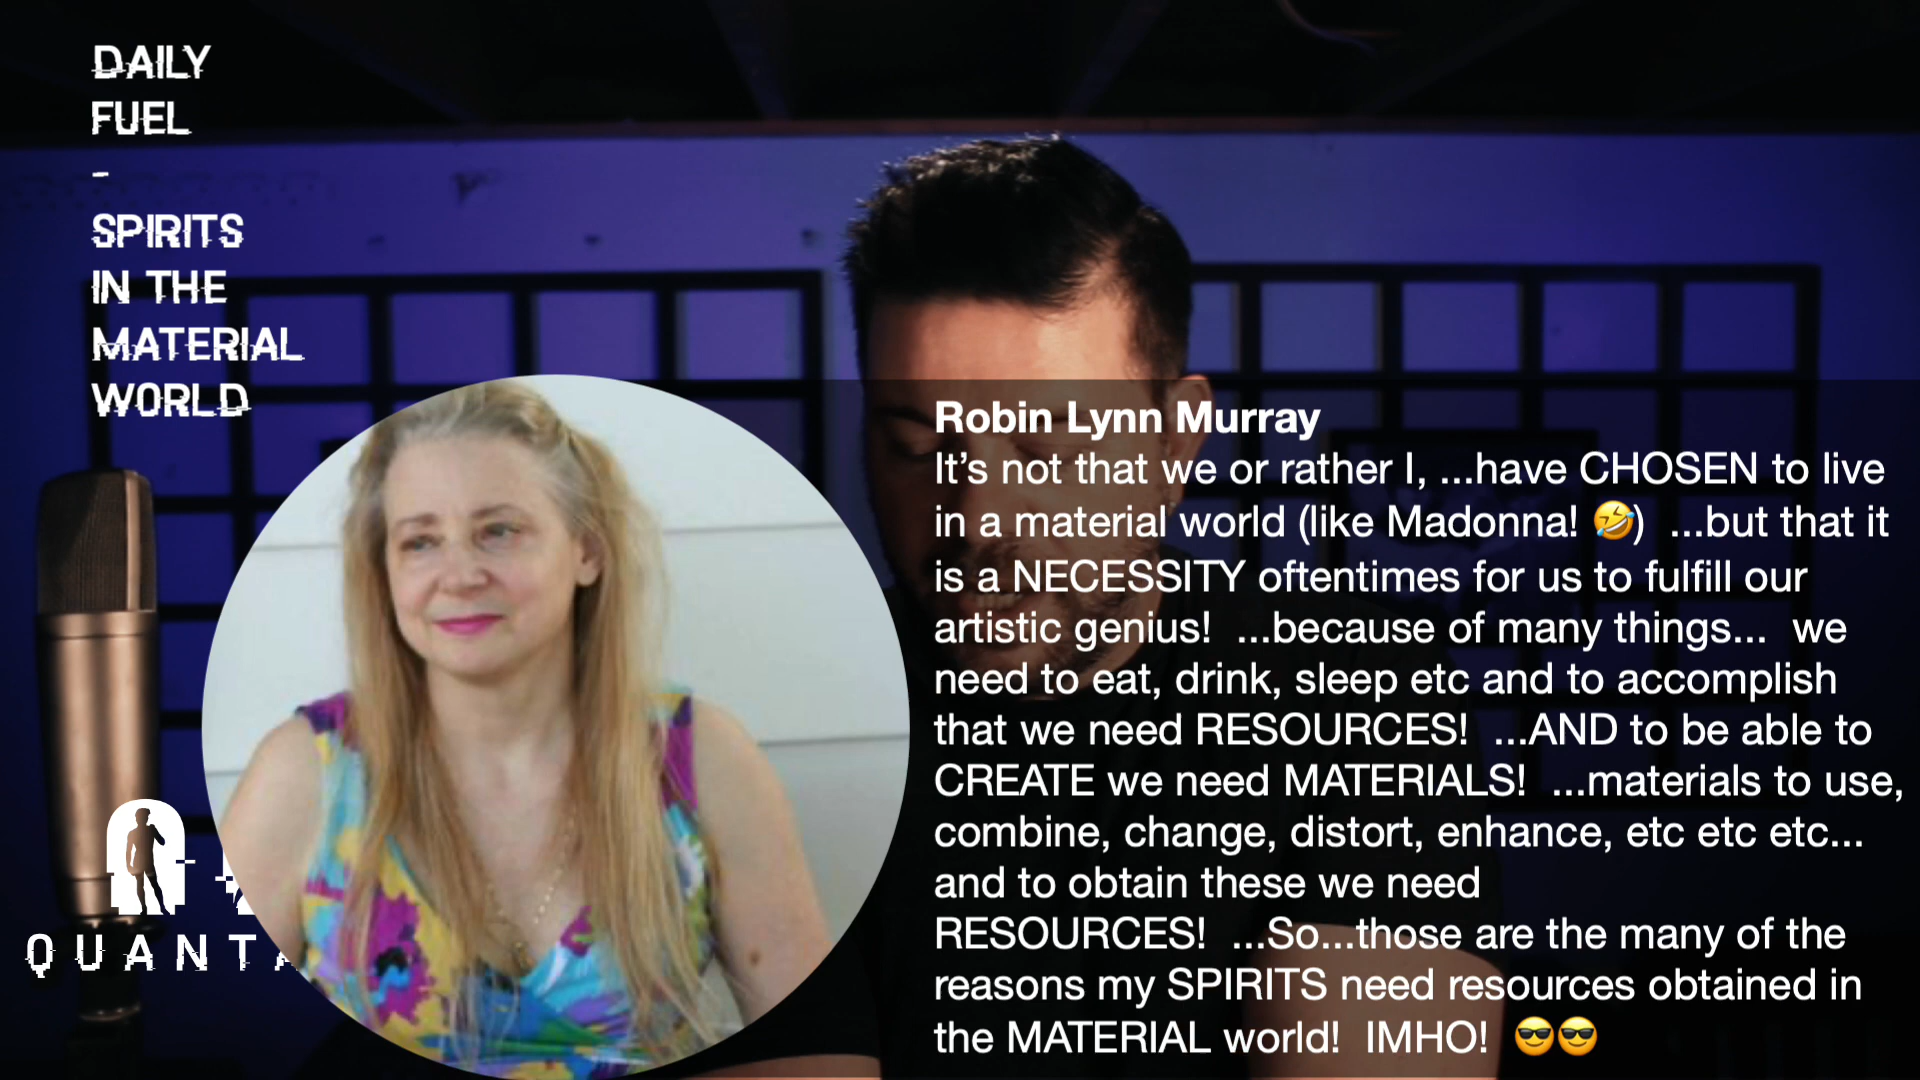 DAILY
FUEL
-
SPIRITS
IN THE
MATERIAL
WORLD
Robin Lynn Murray
It’s not that we or rather I, ...have CHOSEN to live
in a material world (like Madonna! 🤣)  ...but that it
is a NECESSITY oftentimes for us to fulfill our
artistic genius!  ...because of many things...  we
need to eat, drink, sleep etc and to accomplish
that we need RESOURCES!  ...AND to be able to
CREATE we need MATERIALS!  ...materials to use,
combine, change, distort, enhance, etc etc etc...
and to obtain these we need
RESOURCES!  ...So...those are the many of the
reasons my SPIRITS need resources obtained in
the MATERIAL world!  IMHO!  😎😎